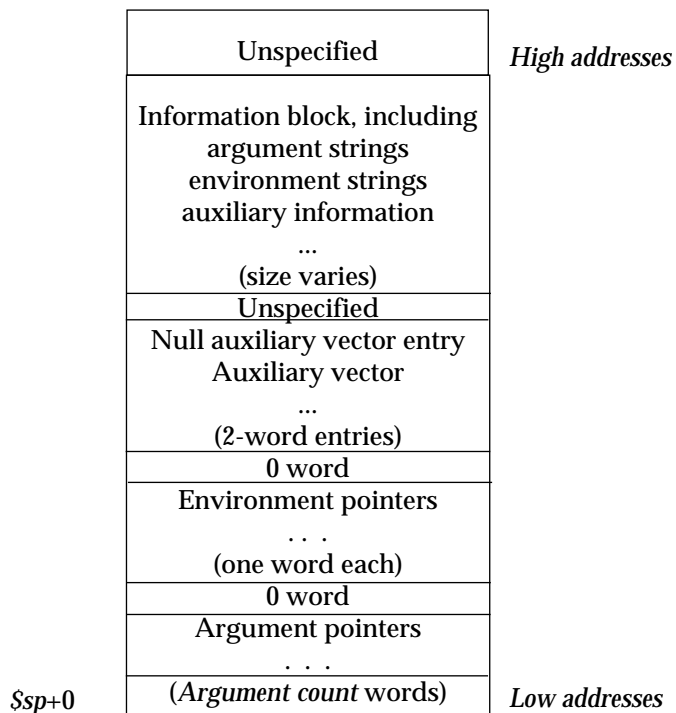 Unspecified
High addresses
Information block, including
argument strings
environment strings
auxiliary information
...
(size varies)
Unspecified
Null auxiliary vector entry
Auxiliary vector
...
(2-word entries)
0 word
Environment pointers
. . .
(one word each)
0 word
Argument pointers
. . .
$sp+0
(Argument count words)
Low addresses